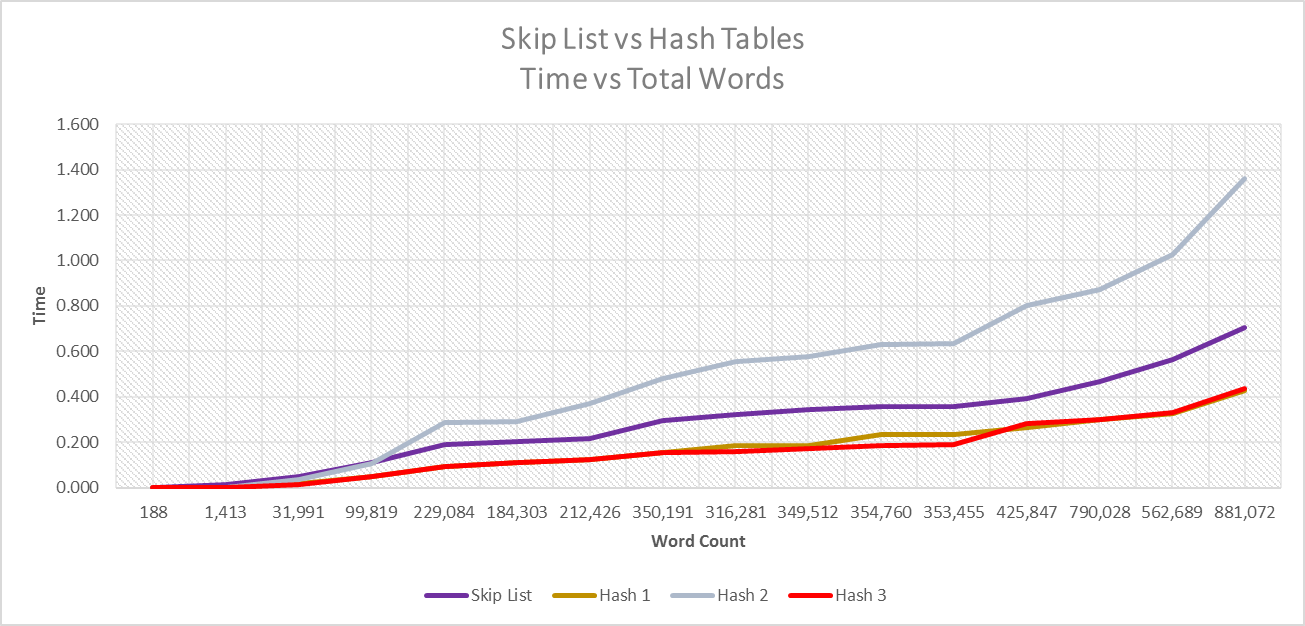 Skip List vs Hash Tables
Time vs Total Words
1.600
1.400
1.200
1.000
0.800
0.600
0.400
0.200
0.000
Time
188 1,413 31,991 99,819 229,084 184,303 212,426 350,191 316,281 349,512 354,760 353,455 425,847 790,028 562,689 881,072
Word Count
Skip List Hash 1 Hash 2 Hash 3